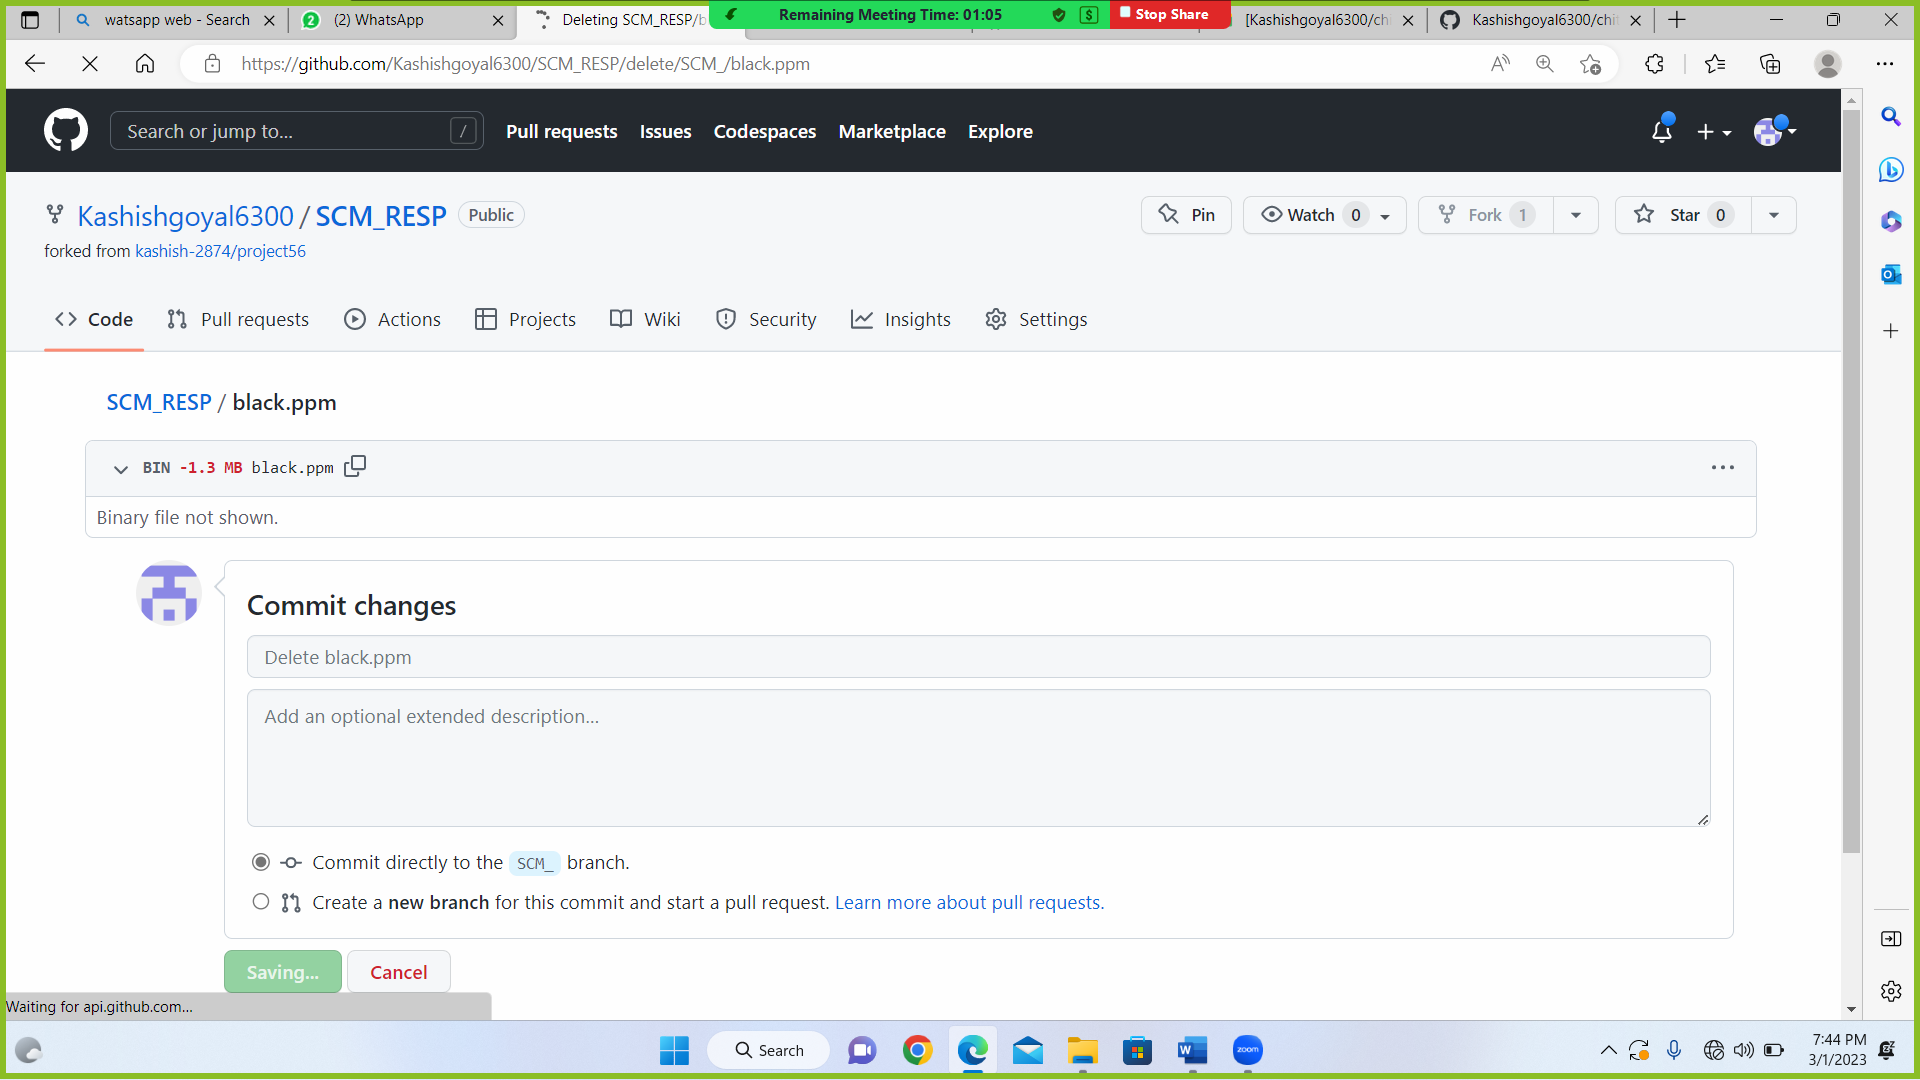 watsapp web - Search
(2) WhatsApp
Deleting SCM_RESP/b
Remaining Meeting Time: 01:05
Stop Share
[Kashishgoyal6300/chi
Kashishgoyal6300/chit
https://github.com/Kashishgoyal6300/SCM_RESP/delete/SCM_/black.ppm
Search or jump to...
/
Pull requests
Issues
Codespaces
Marketplace
Explore
Kashishgoyal6300 / SCM_RESP
Public
Pin
Watch 0
Fork 1
Star 0
forked from kashish-2874/project56
Code
Pull requests
Actions
Projects
Wiki
Security
Insights
Settings
SCM_RESP / black.ppm
BIN -1.3 MB black.ppm
Binary file not shown.
Commit changes
Delete black.ppm
Add an optional extended description...
Commit directly to the SCM_ branch.
Create a new branch for this commit and start a pull request. Learn more about pull requests.
Saving...
Cancel
Waiting for api.github.com...
Search
zoom
7:44 PM
3/1/2023